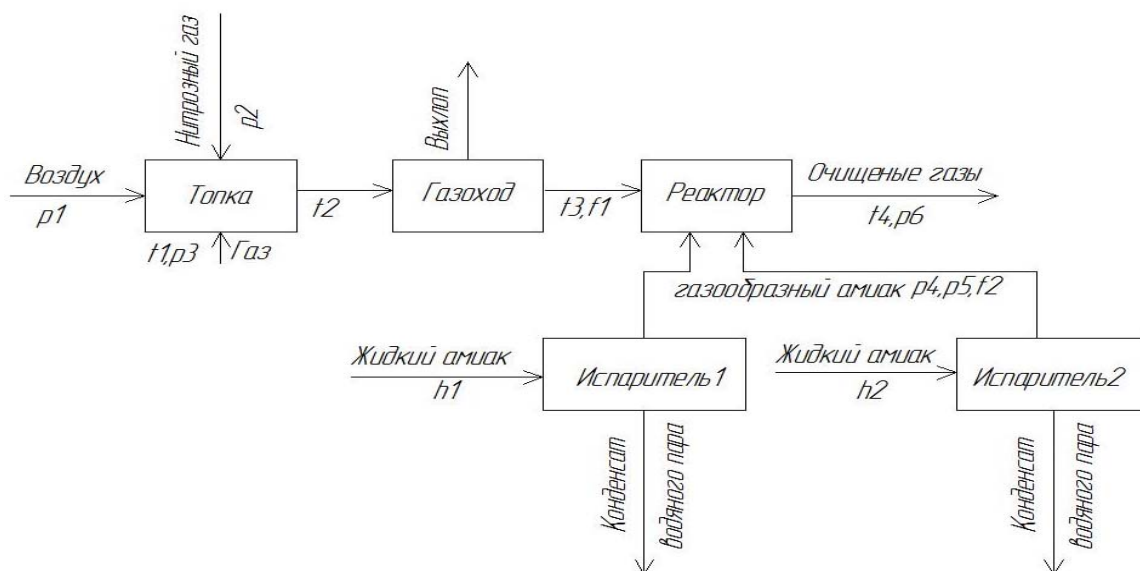 Нитрозный газ
p2
Выхлоп
Воздух
p1
Топка
t2
Газоход
t3,f1
Реактор
Очищеные газы
t4,p6
t1,p3
Газ
газообразный амиак p4,p5,f2
Жидкий амиак
h1
Испаритель1
Жидкий амиак
h2
Испаритель2
Конденсат
водяного пара
Конденсат
водяного пара